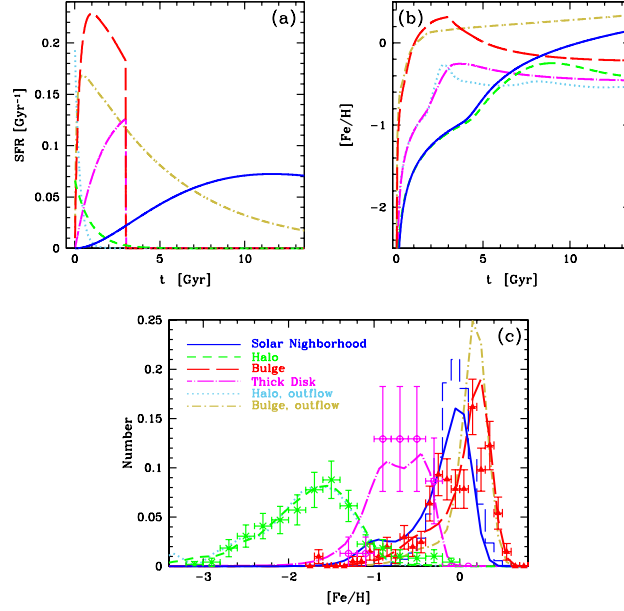 (a)
0.2
0.15
0.1
0.05
0
SFR [Gyr⁻¹]
0 5 10
t [Gyr]
(b)
0
−1
−2
[Fe/H]
0 5 10
t [Gyr]
(c)
0.25
0.2
0.15
0.1
0.05
0
Number
Solar Neighborhood
Halo
Bulge
Thick Disk
Halo, outflow
Bulge, outflow
−3 −2 −1 0
[Fe/H]